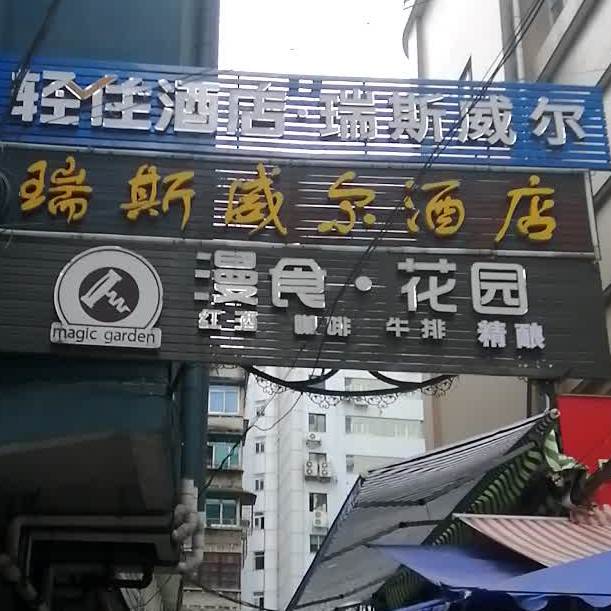 轻住酒店·瑞斯威尔
瑞斯威尔酒店
漫食·花园
magic garden
红酒 咖啡 牛排 精酿